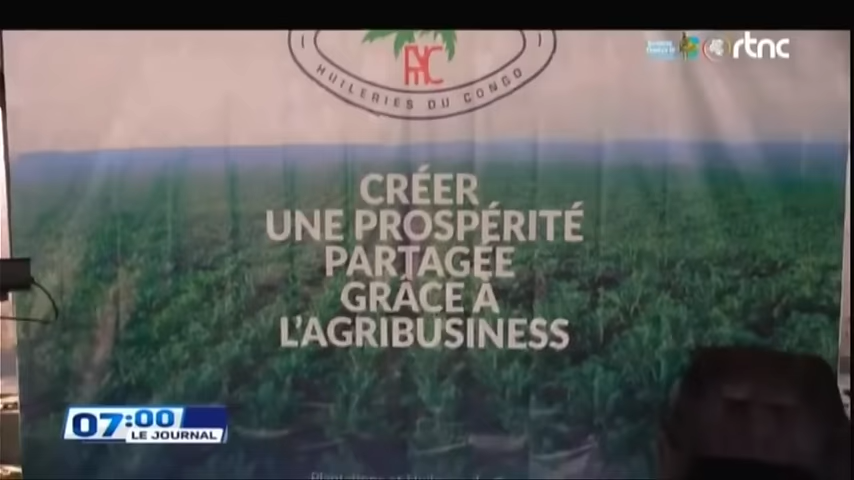 rtnc
PHC
HUILERIES DU CONGO
CRÉER
UNE PROSPÉRITÉ
PARTAGÉE
GRÂCE À
L'AGRIBUSINESS
07:00
LE JOURNAL